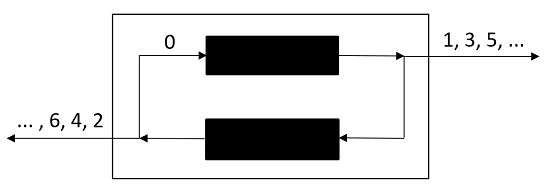 0
1, 3, 5, ...
... , 6, 4, 2